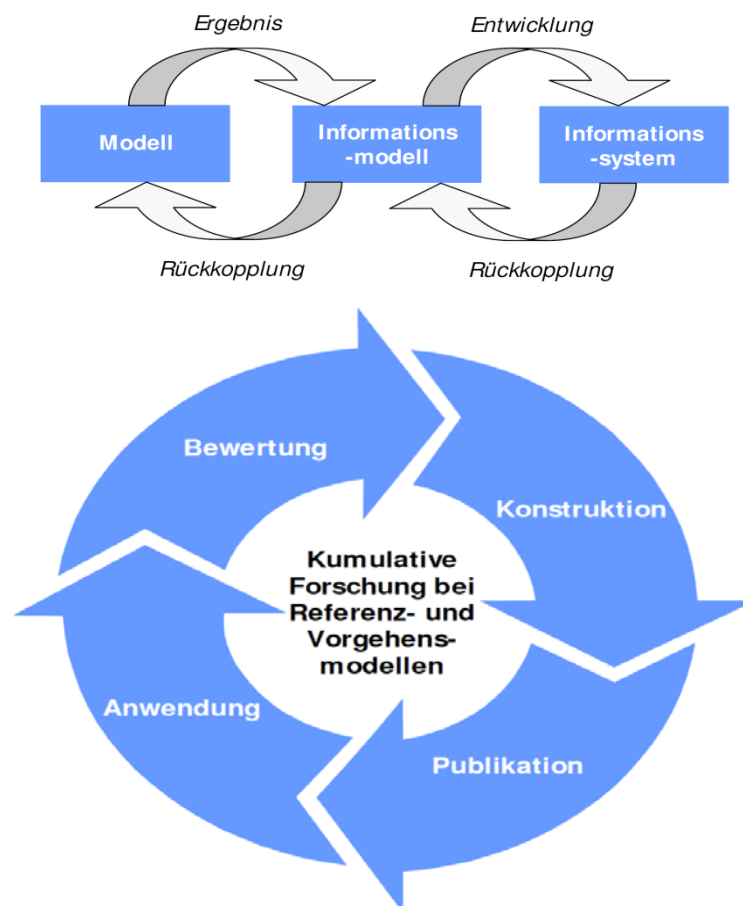 Ergebnis
Entwicklung
Modell
Informations
-modell
Informations
-system
Rückkopplung
Rückkopplung
Bewertung
Konstruktion
Kumulative
Forschung bei
Referenz- und
Vorgehens-
modellen
Anwendung
Publikation